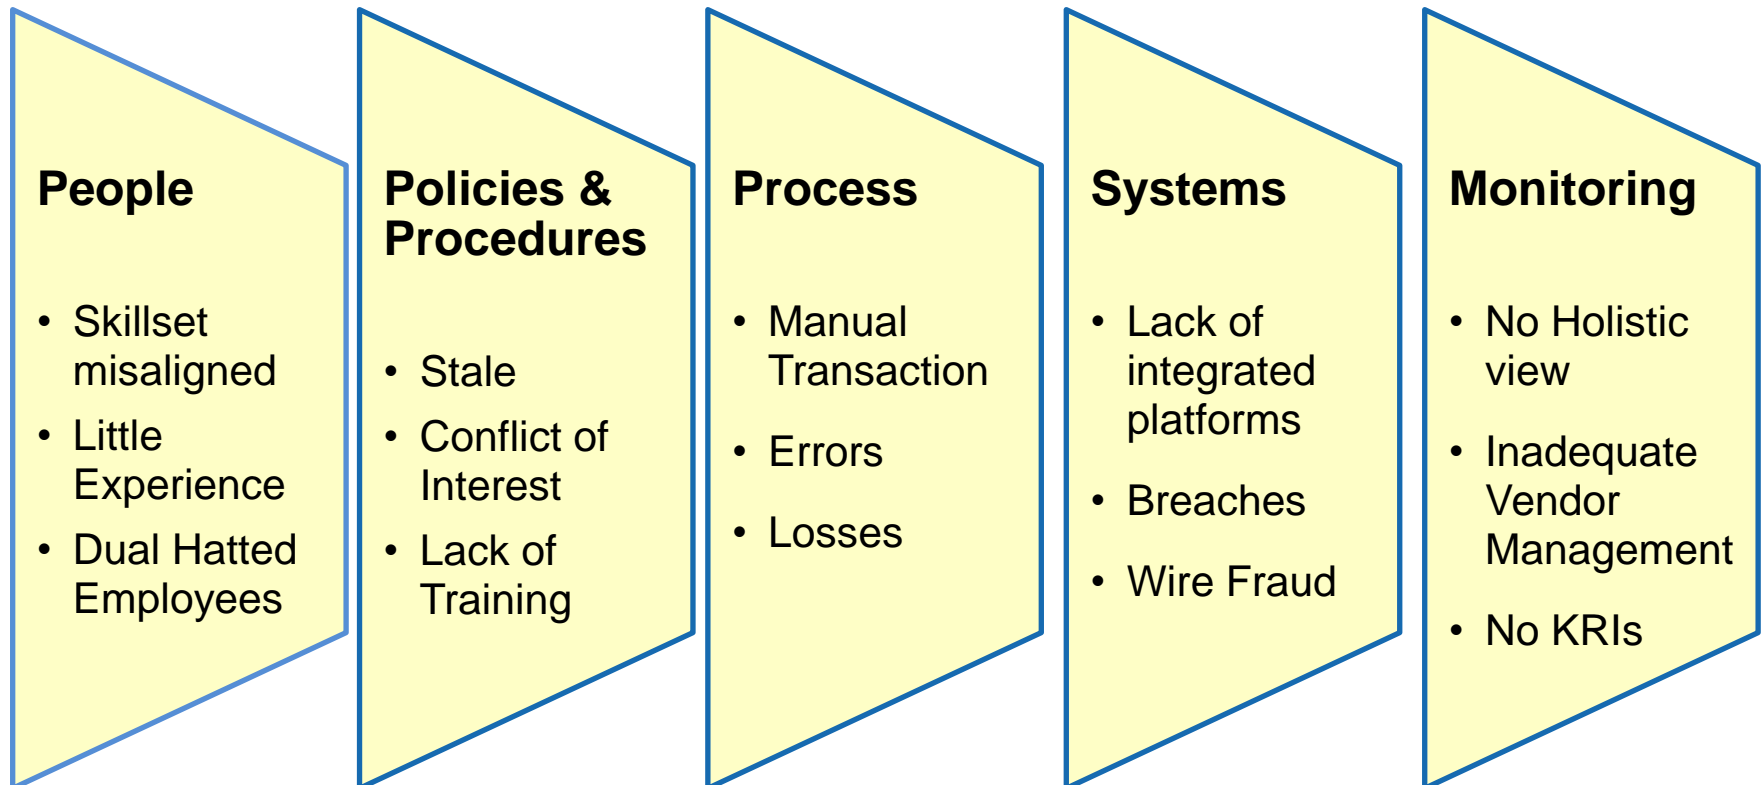 People
• Skillset
misaligned
• Little
Experience
• Dual Hatted
Employees
Policies &
Procedures
• Stale
• Conflict of
Interest
• Lack of
Training
Process
• Manual
Transaction
• Errors
• Losses
Systems
• Lack of
integrated
platforms
• Breaches
• Wire Fraud
Monitoring
• No Holistic
view
• Inadequate
Vendor
Management
• No KRIs